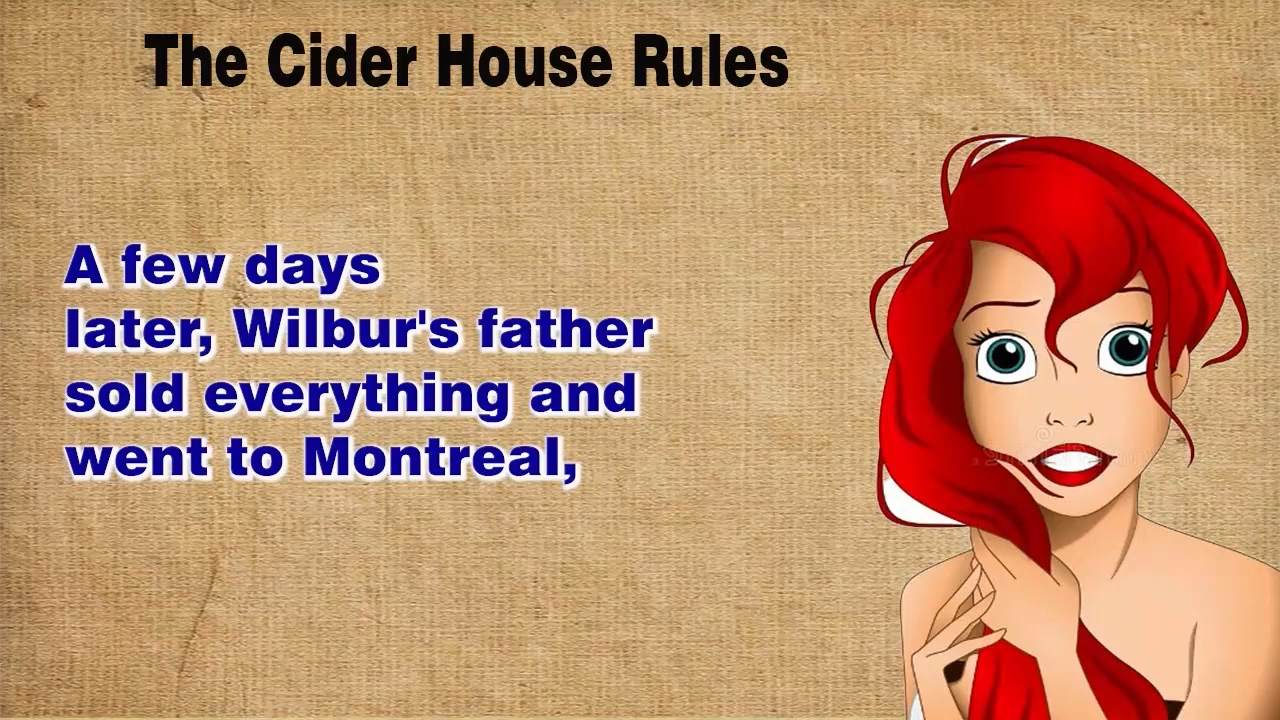 The Cider House Rules
A few days
later, Wilbur's father
sold everything and
went to Montreal,